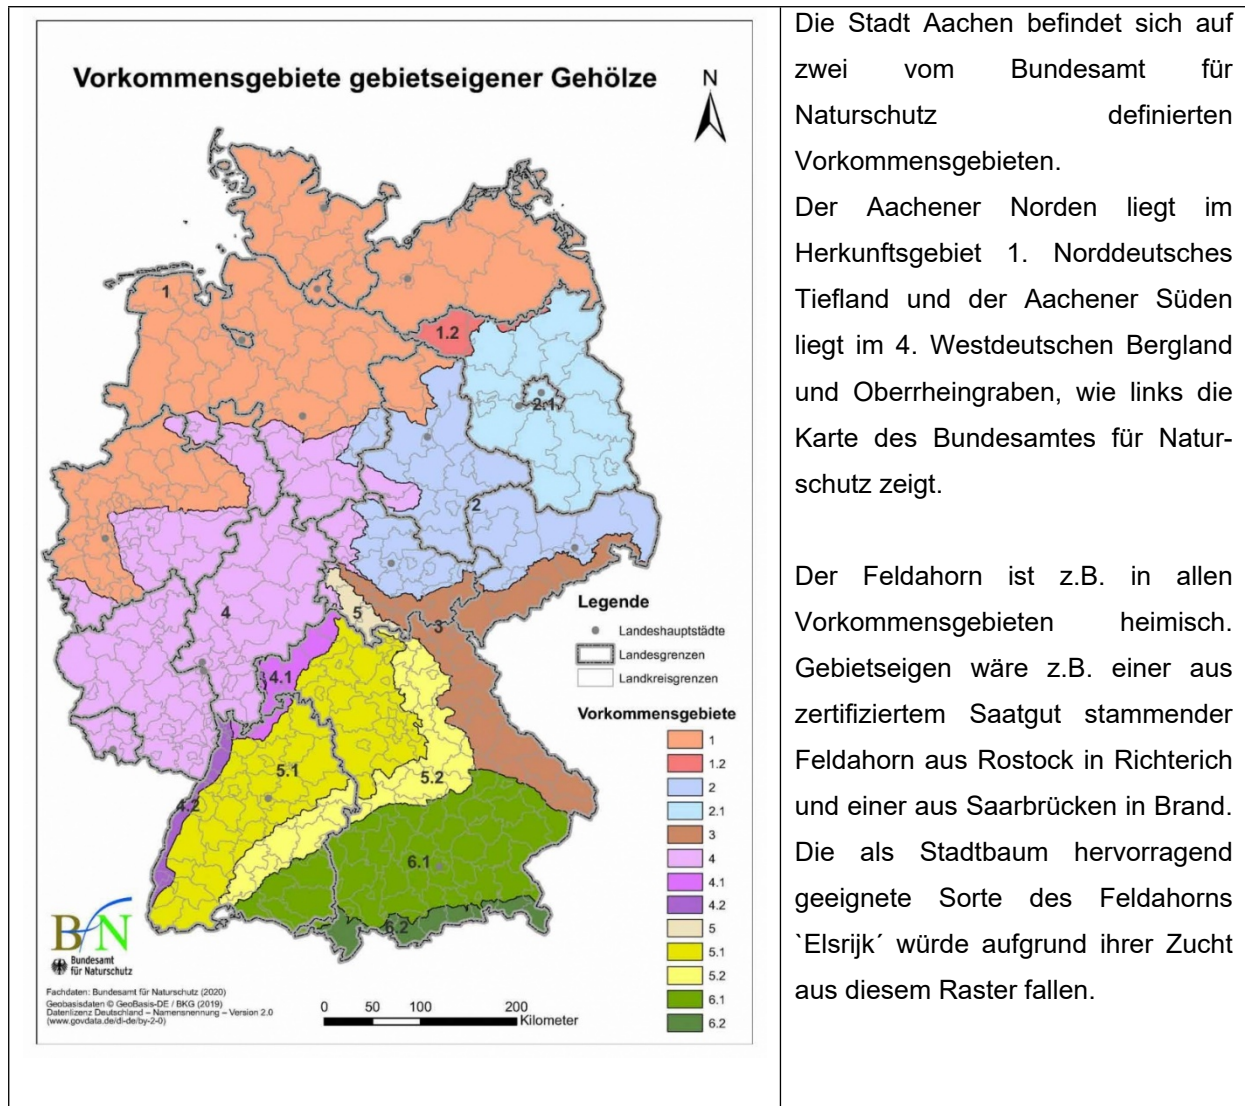 Vorkommensgebiete gebietseigener Gehölze
N
1
1.2
2.1
2
4
5
3
4.1
5.1
5.2
4.2
6.1
6.2
Legende
Landeshauptstädte
Landesgrenzen
Landkreisgrenzen
Vorkommensgebiete
1
1.2
2
2.1
3
4
4.1
4.2
5
5.1
5.2
6.1
6.2
BfN
Bundesamt
für Naturschutz
Fachdaten: Bundesamt für Naturschutz (2020)
Geobasisdaten © GeoBasis-DE / BKG (2019)
Datenlizenz Deutschland – Namensnennung – Version 2.0
(www.govdata.de/dl-de/by-2-0)
0 50 100 200
Kilometer
Die Stadt Aachen befindet sich auf
zwei vom Bundesamt für
Naturschutz definierten
Vorkommensgebieten.
Der Aachener Norden liegt im
Herkunftsgebiet 1. Norddeutsches
Tiefland und der Aachener Süden
liegt im 4. Westdeutschen Bergland
und Oberrheingraben, wie links die
Karte des Bundesamtes für Natur-
schutz zeigt.
Der Feldahorn ist z.B. in allen
Vorkommensgebieten heimisch.
Gebietseigen wäre z.B. einer aus
zertifiziertem Saatgut stammender
Feldahorn aus Rostock in Richterich
und einer aus Saarbrücken in Brand.
Die als Stadtbaum hervorragend
geeignete Sorte des Feldahorns
`Elsrijk´ würde aufgrund ihrer Zucht
aus diesem Raster fallen.